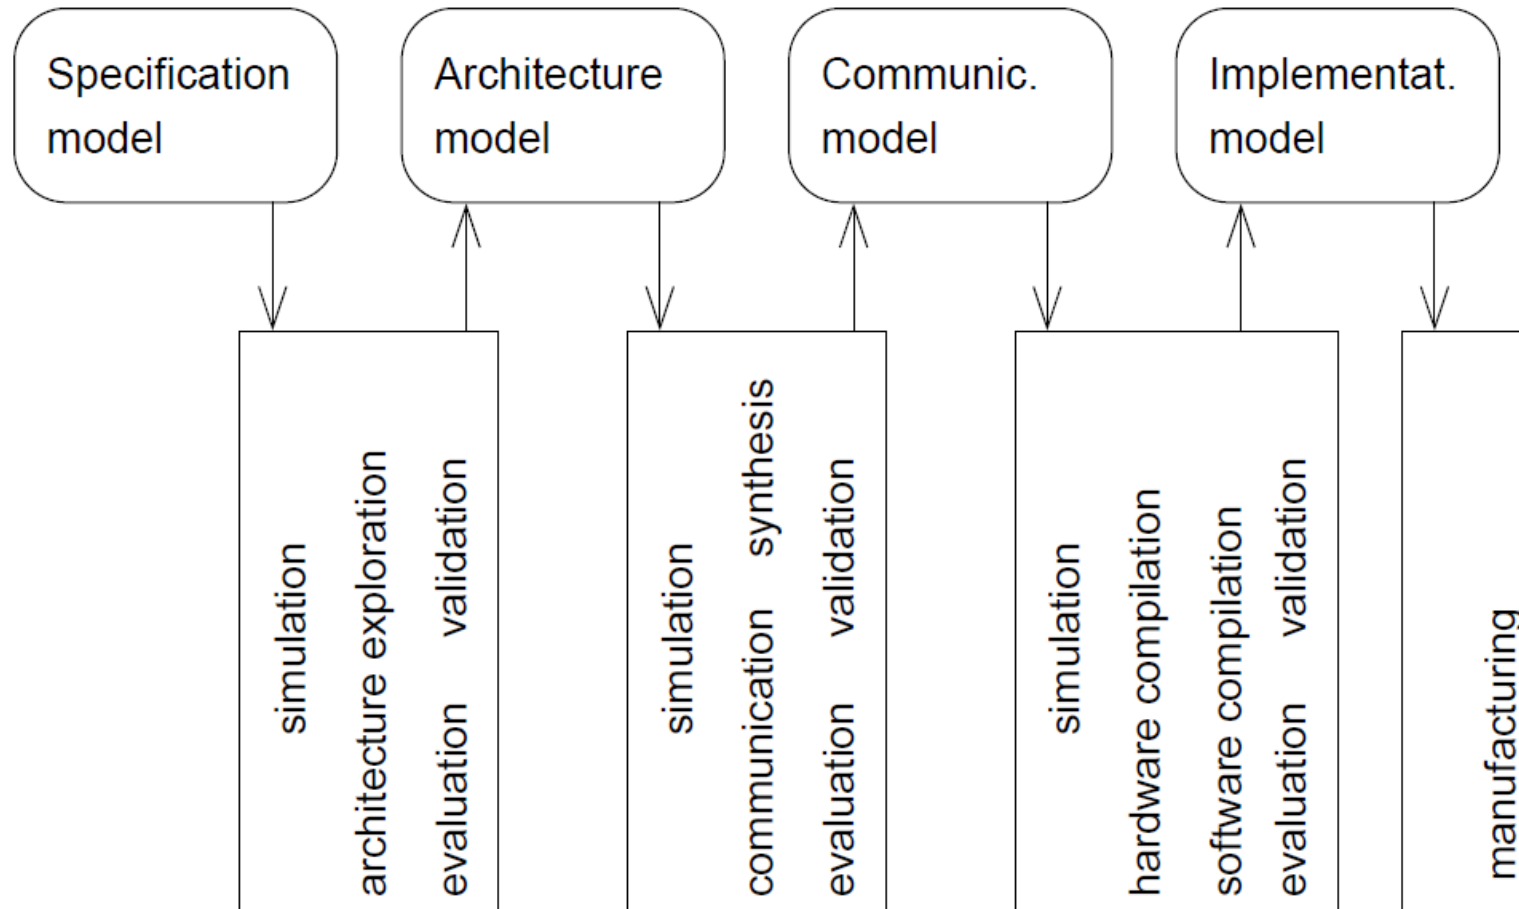 Specification
model
Architecture
model
Communic.
model
Implementat.
model
simulation
architecture exploration
evaluation validation
simulation
communication synthesis
evaluation validation
simulation
hardware compilation
software compilation
evaluation validation
manufacturing